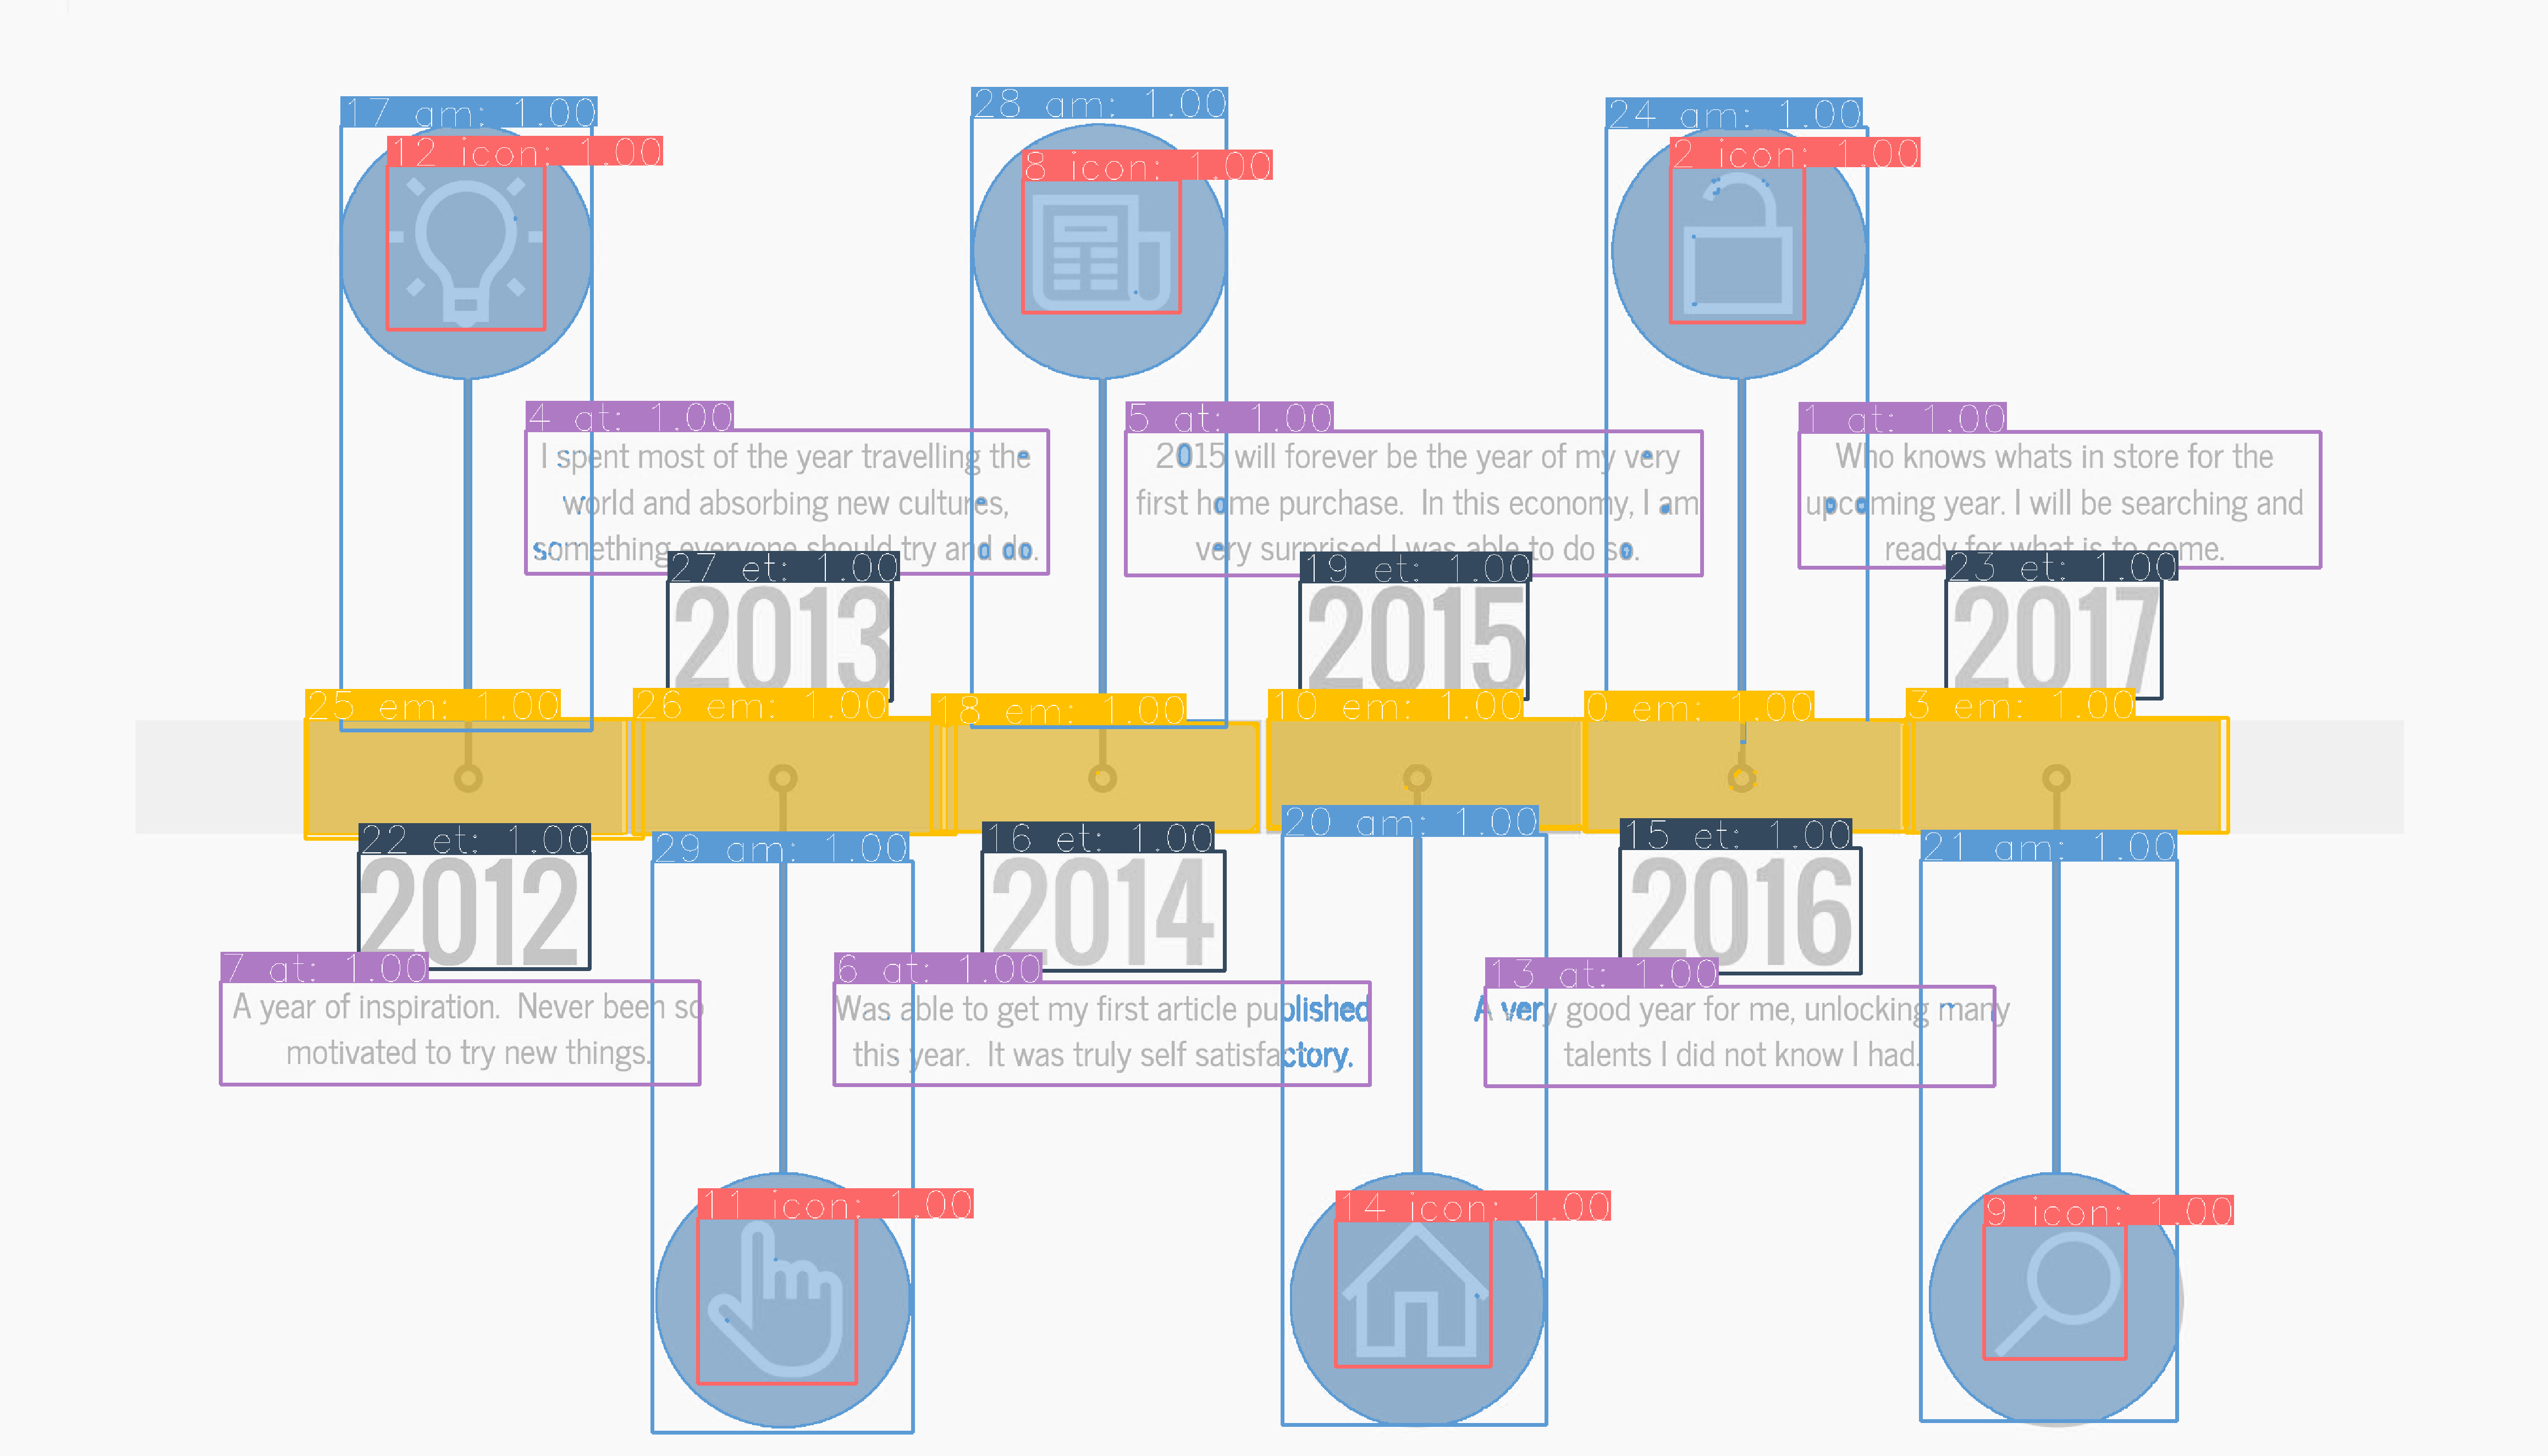 17 am: 1.00
12 icon: 1.00
28 am: 1.00
8 icon: 1.00
24 am: 1.00
2 icon: 1.00
4 at: 1.00
I spent most of the year travelling the
world and absorbing new cultures,
something everyone should try and do.
27 et: 1.00
2013
5 at: 1.00
2015 will forever be the year of my very
first home purchase.  In this economy, I am
very surprised I was able to do so.
19 et: 1.00
2015
1 at: 1.00
Who knows whats in store for the
upcoming year. I will be searching and
ready for what is to come.
23 et: 1.00
2017
25 em: 1.00
26 em: 1.00
18 em: 1.00
10 em: 1.00
0 em: 1.00
3 em: 1.00
22 et: 1.00
2012
7 at: 1.00
A year of inspiration.  Never been so
motivated to try new things.
29 am: 1.00
16 et: 1.00
2014
6 at: 1.00
Was able to get my first article published
this year.  It was truly self satisfactory.
20 am: 1.00
15 et: 1.00
2016
13 at: 1.00
A very good year for me, unlocking many
talents I did not know I had.
21 am: 1.00
11 icon: 1.00
14 icon: 1.00
9 icon: 1.00